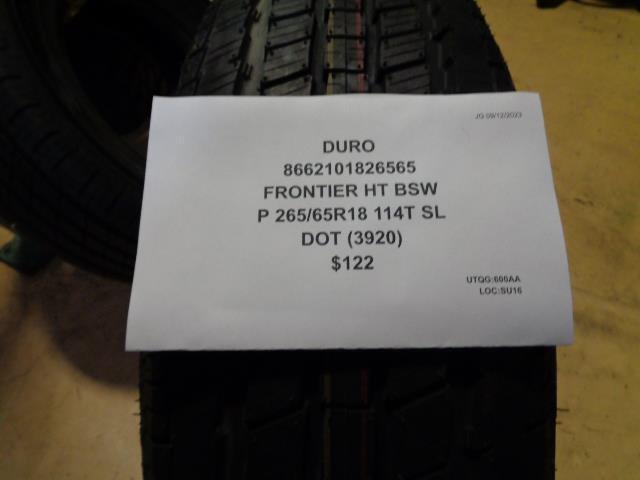 JG 09/12/2023
DURO
8662101826565
FRONTIER HT BSW
P 265/65R18 114T SL
DOT (3920)
$122
UTQG:600AA
LOC:SU16